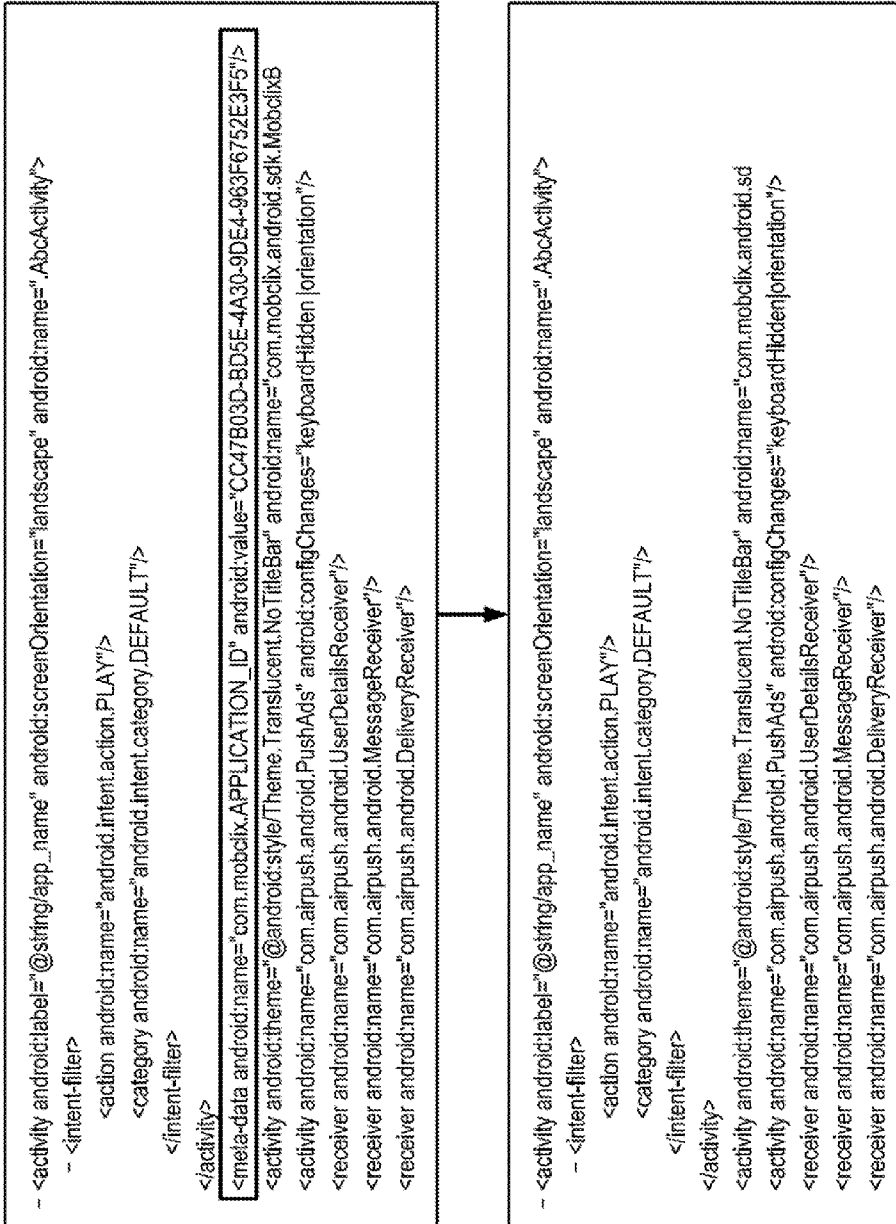 – <activity android:label="@string/app_name" android:screenOrientation="landscape" android:name=".AbcActivity">
– <intent-filter>
<action android:name="android.intent.action.PLAY"/>
<category android:name="android.intent.category.DEFAULT"/>
</intent-filter>
</activity>
<meta-data android:name="com.mobclix.APPLICATION_ID" android:value="CC47B03D-BD5E-4A30-9DE4-963F6752E3F5"/>
<activity android:theme="@android:style/Theme.Translucent.NoTitleBar" android:name="com.mobclix.android.sdk.MobclixB
<activity android:name="com.airpush.android.PushAds" android:configChanges="keyboardHidden |orientation"/>
<receiver android:name="com.airpush.android.UserDetailsReceiver"/>
<receiver android:name="com.airpush.android.MessageReceiver"/>
<receiver android:name="com.airpush.android.DeliveryReceiver"/>
– <activity android:label="@string/app_name" android:screenOrientation="landscape" android:name=".AbcActivity">
– <intent-filter>
<action android:name="android.intent.action.PLAY"/>
<category android:name="android.intent.category.DEFAULT"/>
</intent-filter>
</activity>
<activity android:theme="@android:style/Theme.Translucent.NoTitleBar" android:name="com.mobclix.android.sd
<activity android:name="com.airpush.android.PushAds" android:configChanges="keyboardHidden|orientation"/>
<receiver android:name="com.airpush.android.UserDetailsReceiver"/>
<receiver android:name="com.airpush.android.MessageReceiver"/>
<receiver android:name="com.airpush.android.DeliveryReceiver"/>